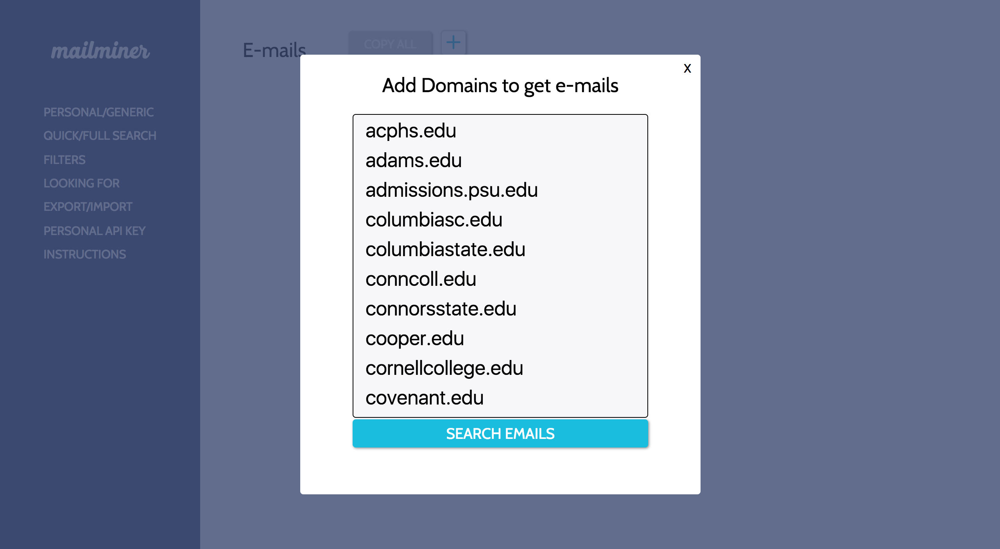 mailminer
PERSONAL/GENERIC
QUICK/FULL SEARCH
FILTERS
LOOKING FOR
EXPORT/IMPORT
PERSONAL API KEY
INSTRUCTIONS
E-mails
COPY ALL
+
x
Add Domains to get e-mails
acphs.edu
adams.edu
admissions.psu.edu
columbiasc.edu
columbiastate.edu
conncoll.edu
connorsstate.edu
cooper.edu
cornellcollege.edu
covenant.edu
SEARCH EMAILS